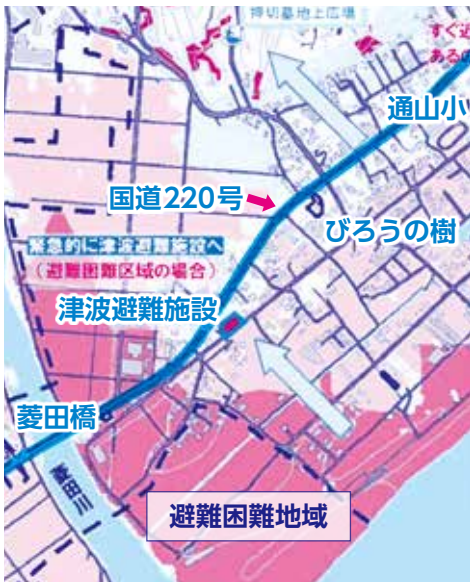 押切墓地上広場
すぐ近
ある
通山小
国道220号
びろうの樹
緊急的に津波避難施設へ
(避難困難区域の場合)
津波避難施設
菱田橋
菱田川
避難困難地域